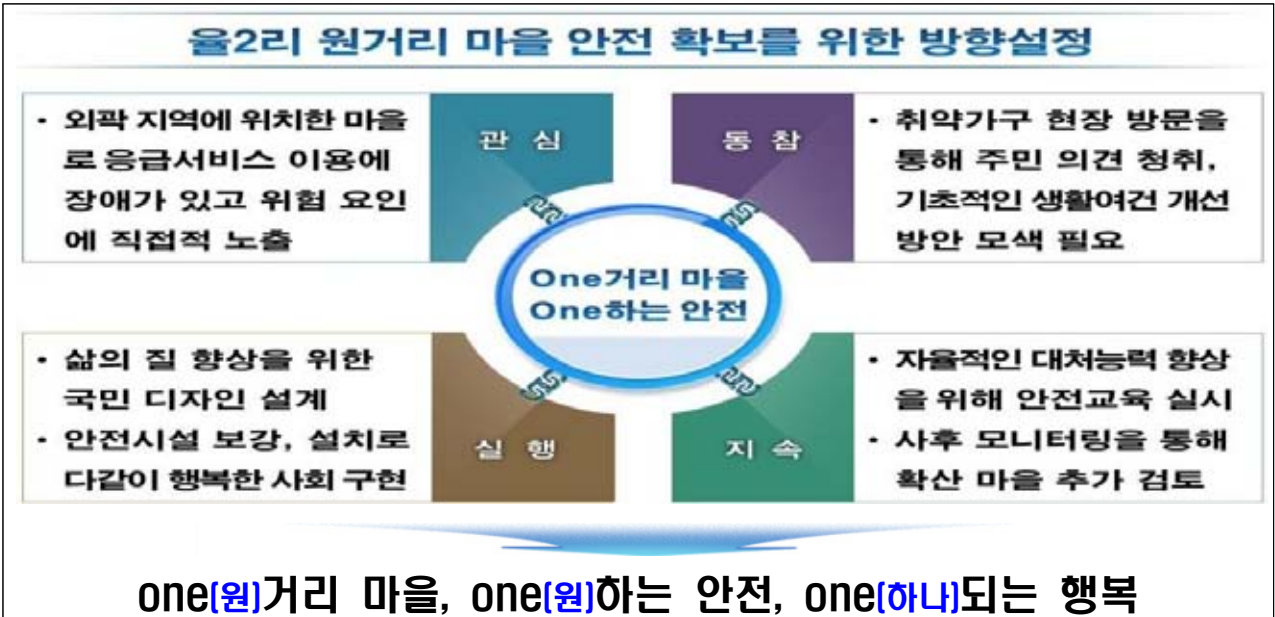 율2리 원거리 마을 안전 확보를 위한 방향설정
· 외곽 지역에 위치한 마을
로 응급서비스 이용에
장애가 있고 위험 요인
에 직접적 노출
관 심
동 참
· 취약가구 현장 방문을
통해 주민 의견 청취,
기초적인 생활여건 개선
방안 모색 필요
One거리 마을
One하는 안전
· 삶의 질 향상을 위한
국민 디자인 설계
· 안전시설 보강, 설치로
다같이 행복한 사회 구현
실 행
지 속
· 자율적인 대처능력 향상
을 위해 안전교육 실시
· 사후 모니터링을 통해
확산 마을 추가 검토
one(원)거리 마을, one(원)하는 안전, one(하나)되는 행복